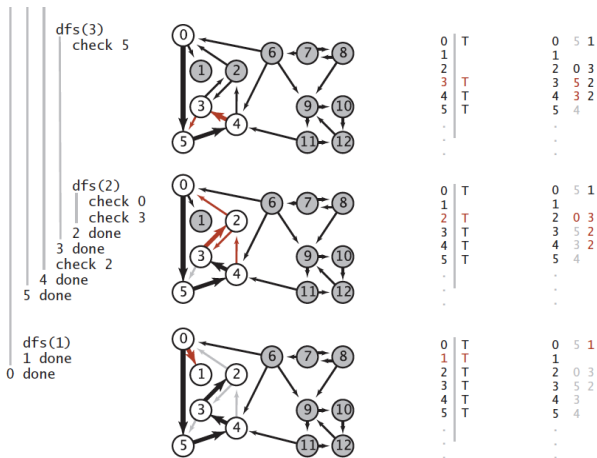 dfs(3)
check 5
0 6 7 8
1 2
3 9 10
4
5 11 12
0 T 0 5 1
1 1
2 2 0 3
3 T 3 5 2
4 T 4 3 2
5 T 5 4
. .
. .
. .
dfs(2)
check 0
check 3
2 done
3 done
check 2
4 done
5 done
0 6 7 8
1 2
3 9 10
4
5 11 12
0 T 0 5 1
1 1
2 T 2 0 3
3 T 3 5 2
4 T 4 3 2
5 T 5 4
. .
. .
. .
dfs(1)
1 done
0 done
0 6 7 8
1 2
3 9 10
4
5 11 12
0 T 0 5 1
1 T 1
2 T 2 0 3
3 T 3 5 2
4 T 4 3
5 T 5 4
. .
. .
. .